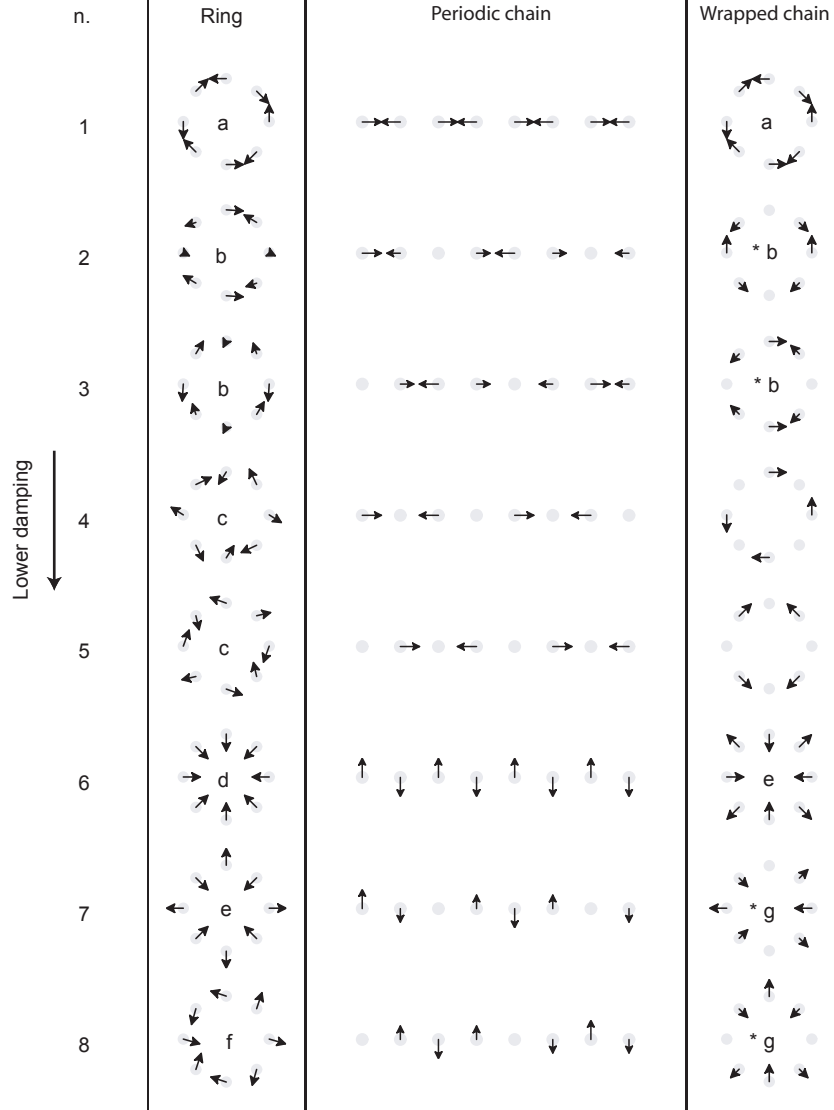 n. Ring Periodic chain Wrapped chain
1 a a
2 b * b
3 b * b
4 c
5 c
6 d e
7 e * g
8 f * g
Lower damping